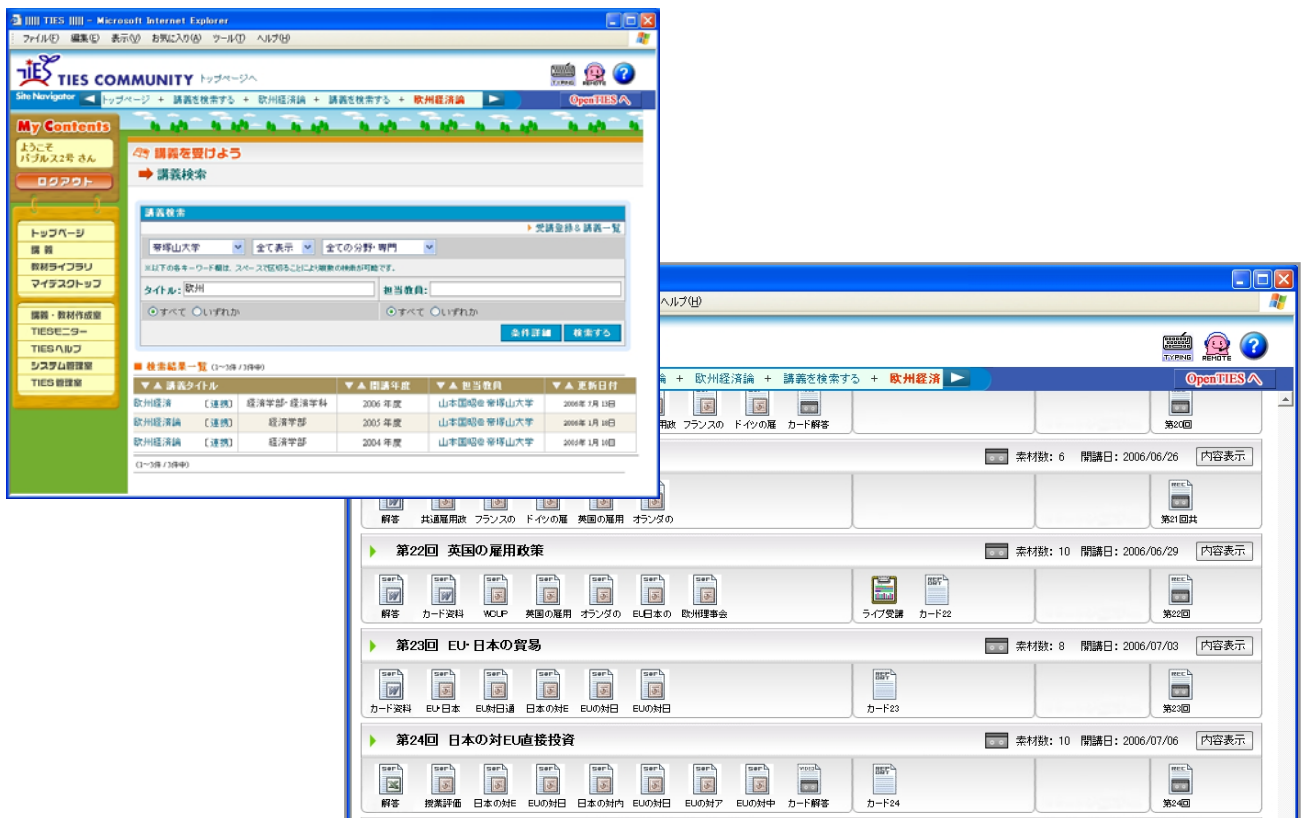 ||||| TIES ||||| - Microsoft Internet Explorer
ファイル(F) 編集(E) 表示(V) お気に入り(A) ツール(T) ヘルプ(H)
TIES TIES COMMUNITY トップページへ
TYPING REMOTE ?
Site Navigator トップページ + 講義を検索する + 欧州経済論 + 講義を検索する + 欧州経済論 OpenTIES
My Contents
ようこそ
バブルス2号 さん
ログアウト
トップページ
講 義
教材ライブラリ
マイデスクトップ
講義・教材作成室
TIESモニター
TIESヘルプ
システム管理室
TIES 管理室
講義を受けよう
講義検索
講義検索
受講登録&講義一覧
帝塚山大学 全て表示 全ての分野・専門
※以下の各キーワード欄は、スペースで区切ることにより複数の検索が可能です。
タイトル: 欧州 担当教員:
すべて いずれか すべて いずれか
条件詳細 検索する
検索結果一覧 (1~3件/3件中)
▼▲ 講義タイトル ▼▲ 開講年度 ▼▲ 担当教員 ▼▲ 更新日付
欧州経済 [連携] 経済学部・経済学科 2006 年度 山本国昭@帝塚山大学 2006年 7月 13日
欧州経済論 [連携] 経済学部 2005 年度 山本国昭@帝塚山大学 2006年 1月 18日
欧州経済論 [連携] 経済学部 2004 年度 山本国昭@帝塚山大学 2005年 1月 16日
(1~3件/3件中)
ヘルプ(H)
TYPING REMOTE ?
+ 欧州経済論 + 講義を検索する + 欧州経済 OpenTIES
用政 フランスの ドイツの雇 カード解答 第20回
素材数: 6 開講日: 2006/06/26 内容表示
解答 共通雇用政 フランスの ドイツの雇 英国の雇用 オランダの 第21回共
第22回 英国の雇用政策 素材数: 10 開講日: 2006/06/29 内容表示
解答 カード資料 WCUP 英国の雇用 オランダの EU日本の 欧州理事会 ライブ受講 カード22 第22回
第23回 EU・日本の貿易 素材数: 8 開講日: 2006/07/03 内容表示
カード資料 EU・日本 EU対日通 日本の対E EUの対日 EUの対日 カード23 第23回
第24回 日本の対EU直接投資 素材数: 10 開講日: 2006/07/06 内容表示
解答 授業評価 日本の対E EUの対日 日本の対内 EUの対日 EUの対ア EUの対中 カード解答 カード24 第24回